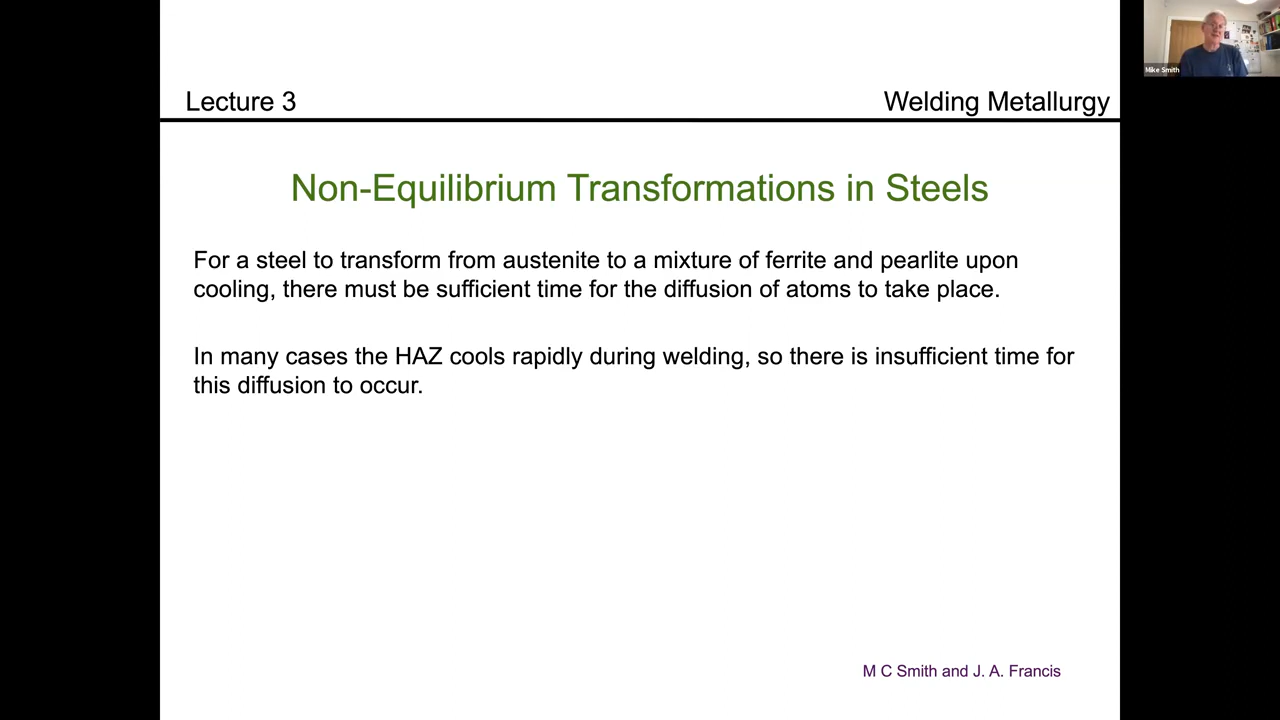 Mike Smith
Lecture 3
Welding Metallurgy
Non-Equilibrium Transformations in Steels
For a steel to transform from austenite to a mixture of ferrite and pearlite upon
cooling, there must be sufficient time for the diffusion of atoms to take place.
In many cases the HAZ cools rapidly during welding, so there is insufficient time for
this diffusion to occur.
M C Smith and J. A. Francis